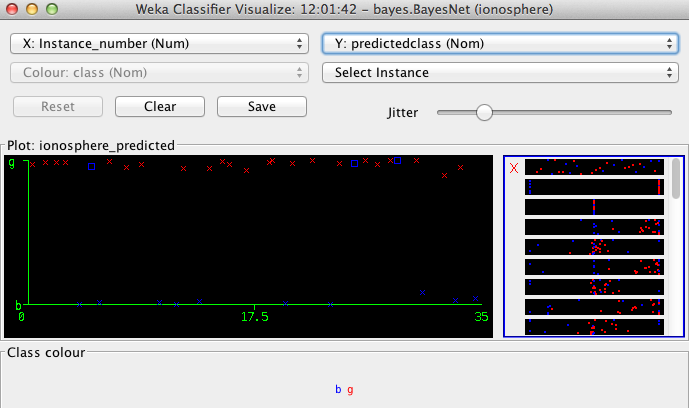 Weka Classifier Visualize: 12:01:42 – bayes.BayesNet (ionosphere)
X: Instance_number (Num) Y: predictedclass (Nom)
Colour: class (Nom) Select Instance
Reset Clear Save Jitter
Plot: ionosphere_predicted
g
X
b
0 17.5 35
Class colour
b g